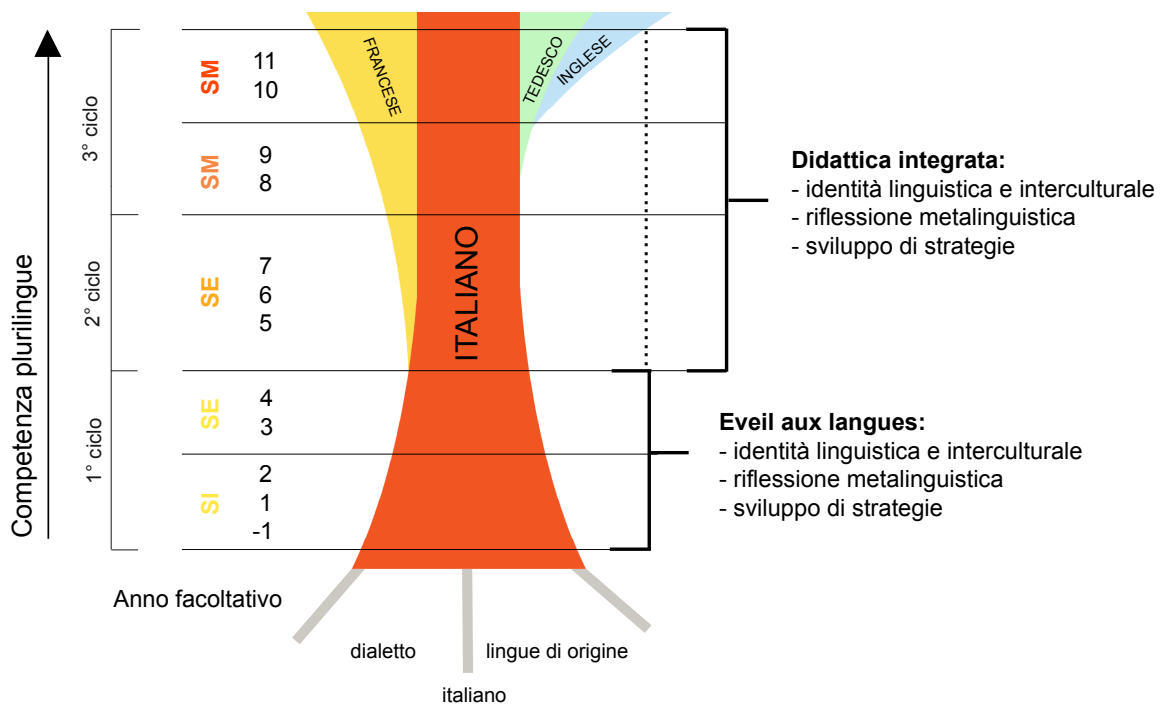 Competenza plurilingue
3° ciclo
2° ciclo
1° ciclo
SM
11
10
SM
9
8
SE
7
6
5
SE
4
3
SI
2
1
-1
Anno facoltativo
FRANCESE
ITALIANO
TEDESCO
INGLESE
dialetto
italiano
lingue di origine
Didattica integrata:
- identità linguistica e interculturale
- riflessione metalinguistica
- sviluppo di strategie
Eveil aux langues:
- identità linguistica e interculturale
- riflessione metalinguistica
- sviluppo di strategie